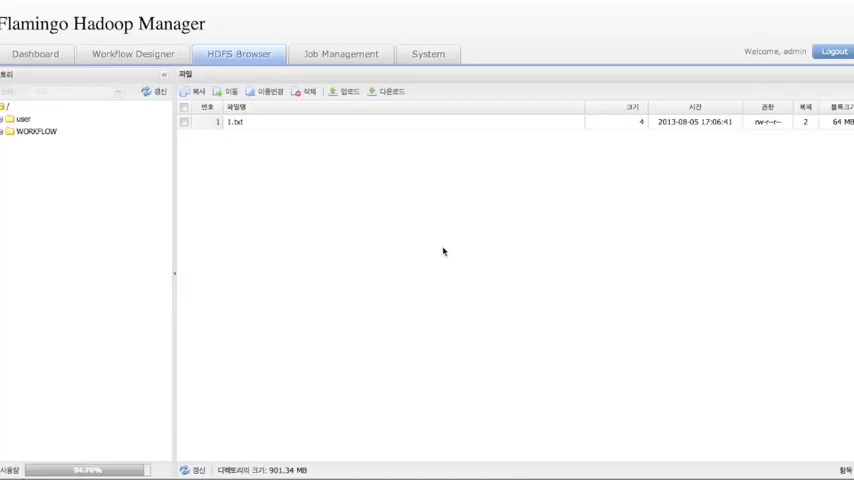 Flamingo Hadoop Manager
Dashboard Workflow Designer HDFS Browser Job Management System Welcome, admin Logout
토리 파일
갱신 복사 이동 이름변경 삭제 업로드 다운로드
번호 파일명 크기 시간 권한 복제 블록크기
/
1 1.txt 4 2013-08-05 17:06:41 rw-r--r-- 2 64 MB
user
WORKFLOW
사용량 94.76% 갱신 디렉토리의 크기: 901.34 MB 항목